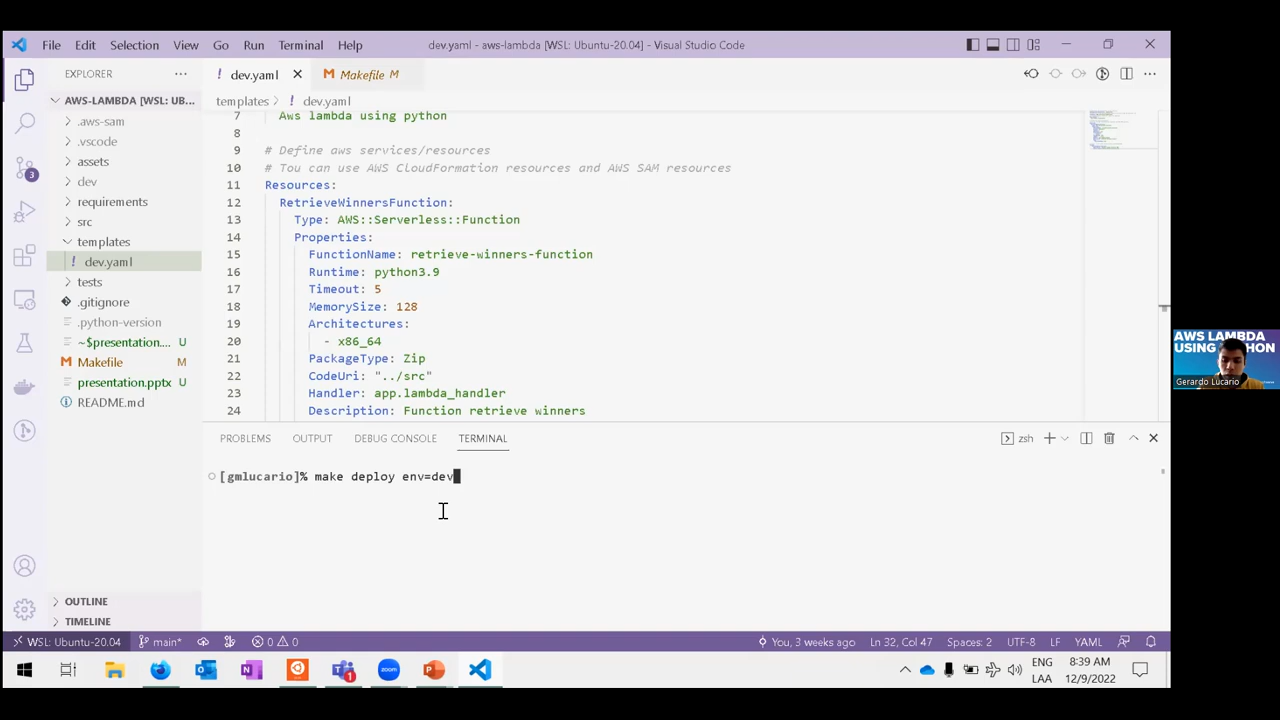 File Edit Selection View Go Run Terminal Help
dev.yaml - aws-lambda [WSL: Ubuntu-20.04] - Visual Studio Code
EXPLORER
AWS-LAMBDA [WSL: UB...
.aws-sam
.vscode
assets
dev
requirements
src
templates
! dev.yaml
tests
.gitignore
.python-version
~$presentation.... U
Makefile M
presentation.pptx U
README.md
OUTLINE
TIMELINE
! dev.yaml
M Makefile M
templates > ! dev.yaml
7 Aws lambda using python
8
9 # Define aws services/resources
10 # Tou can use AWS CloudFormation resources and AWS SAM resources
11 Resources:
12 RetrieveWinnersFunction:
13 Type: AWS::Serverless::Function
14 Properties:
15 FunctionName: retrieve-winners-function
16 Runtime: python3.9
17 Timeout: 5
18 MemorySize: 128
19 Architectures:
20 - x86_64
21 PackageType: Zip
22 CodeUri: "../src"
23 Handler: app.lambda_handler
24 Description: Function retrieve winners
PROBLEMS OUTPUT DEBUG CONSOLE TERMINAL
zsh
[gmlucario]% make deploy env=dev
3
AWS LAMBDA
USING PYTHON
Gerardo Lucario
WSL: Ubuntu-20.04 main* 0 0
You, 3 weeks ago Ln 32, Col 47 Spaces: 2 UTF-8 LF YAML
1
zoom
ENG
LAA
8:39 AM
12/9/2022